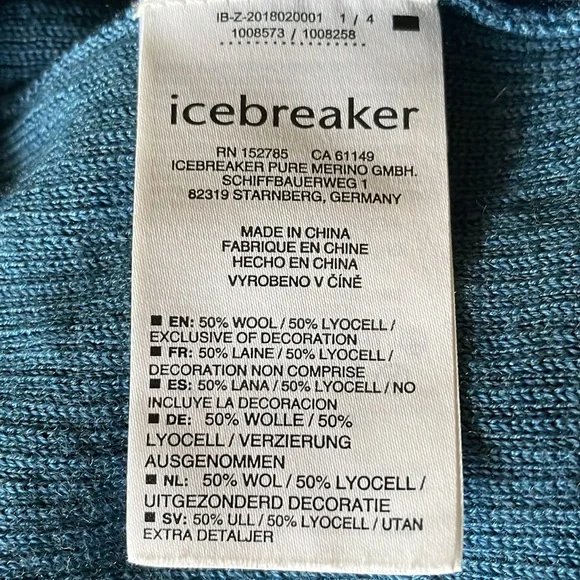 IB-Z-2018020001 1 / 4
1008573 / 1008258
icebreaker
RN 152785 CA 61149
ICEBREAKER PURE MERINO GMBH.
SCHIFFBAUERWEG 1
82319 STARNBERG, GERMANY
MADE IN CHINA
FABRIQUE EN CHINE
HECHO EN CHINA
VYROBENO V ČÍNĚ
■ EN: 50% WOOL / 50% LYOCELL /
EXCLUSIVE OF DECORATION
■ FR: 50% LAINE / 50% LYOCELL /
DECORATION NON COMPRISE
■ ES: 50% LANA / 50% LYOCELL / NO
INCLUYE LA DECORACION
■ DE: 50% WOLLE / 50%
LYOCELL / VERZIERUNG
AUSGENOMMEN
■ NL: 50% WOL / 50% LYOCELL /
UITGEZONDERD DECORATIE
■ SV: 50% ULL / 50% LYOCELL / UTAN
EXTRA DETALJER